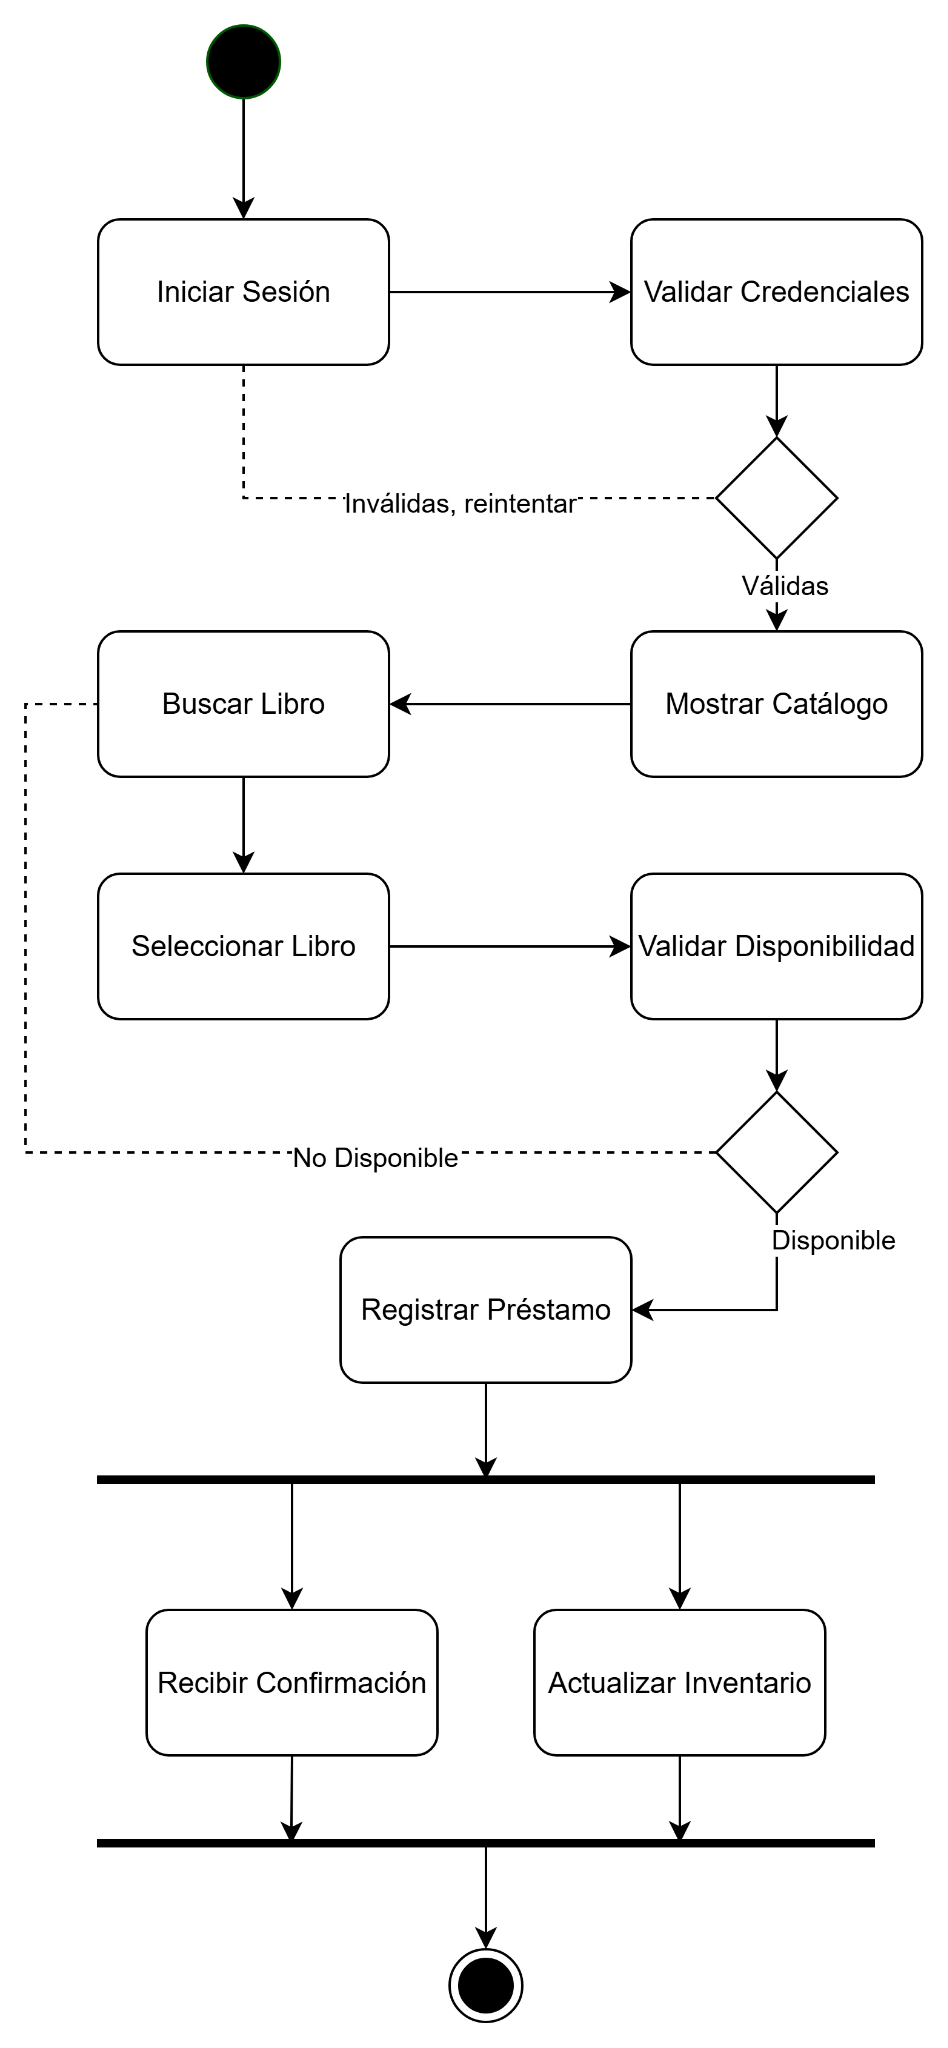 Iniciar Sesión
Validar Credenciales
Inválidas, reintentar
Válidas
Buscar Libro
Mostrar Catálogo
Seleccionar Libro
Validar Disponibilidad
No Disponible
Disponible
Registrar Préstamo
Recibir Confirmación
Actualizar Inventario